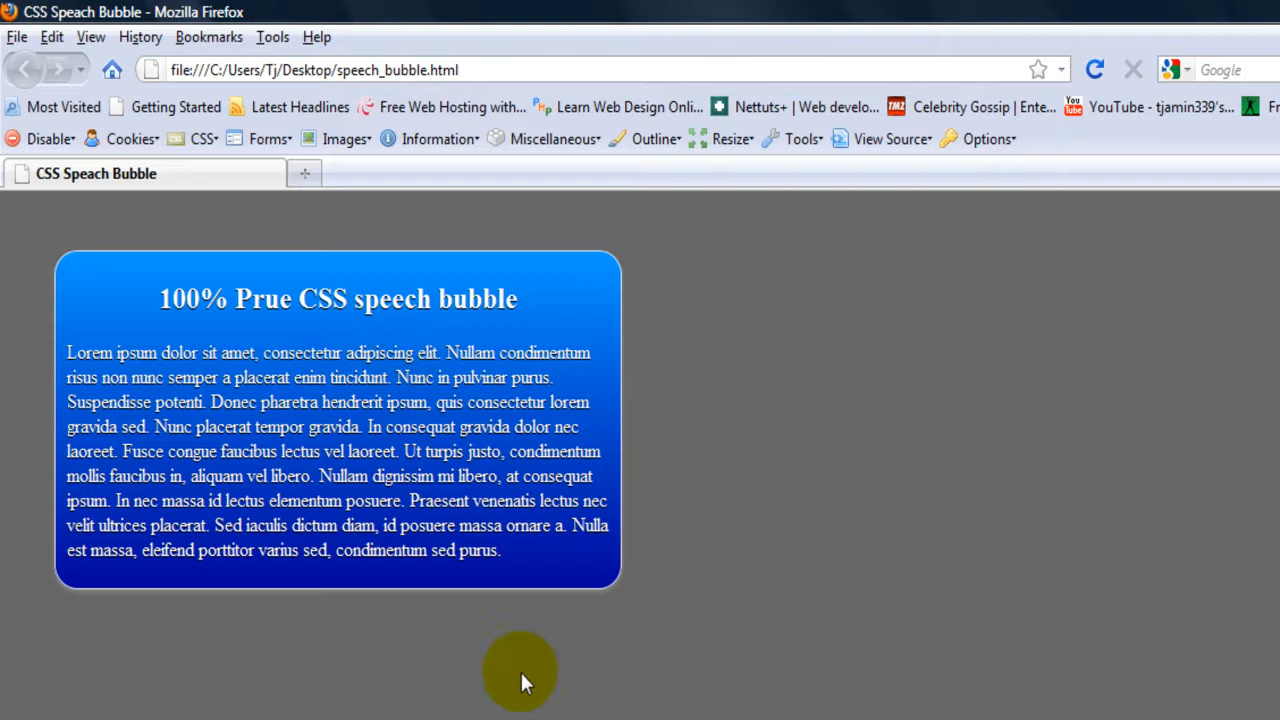 CSS Speach Bubble - Mozilla Firefox
File Edit View History Bookmarks Tools Help
file:///C:/Users/Tj/Desktop/speech_bubble.html Google
Most Visited Getting Started Latest Headlines Free Web Hosting with... PHP Learn Web Design Onli... Nettuts+ | Web develo... TMZ Celebrity Gossip | Ente... You Tube YouTube - tjamin339's... Fr
Disable Cookies CSS Forms Images Information Miscellaneous Outline Resize Tools View Source Options
CSS Speach Bubble
100% Prue CSS speech bubble
Lorem ipsum dolor sit amet, consectetur adipiscing elit. Nullam condimentum
risus non nunc semper a placerat enim tincidunt. Nunc in pulvinar purus.
Suspendisse potenti. Donec pharetra hendrerit ipsum, quis consectetur lorem
gravida sed. Nunc placerat tempor gravida. In consequat gravida dolor nec
laoreet. Fusce congue faucibus lectus vel laoreet. Ut turpis justo, condimentum
mollis faucibus in, aliquam vel libero. Nullam dignissim mi libero, at consequat
ipsum. In nec massa id lectus elementum posuere. Praesent venenatis lectus nec
velit ultrices placerat. Sed iaculis dictum diam, id posuere massa ornare a. Nulla
est massa, eleifend porttitor varius sed, condimentum sed purus.